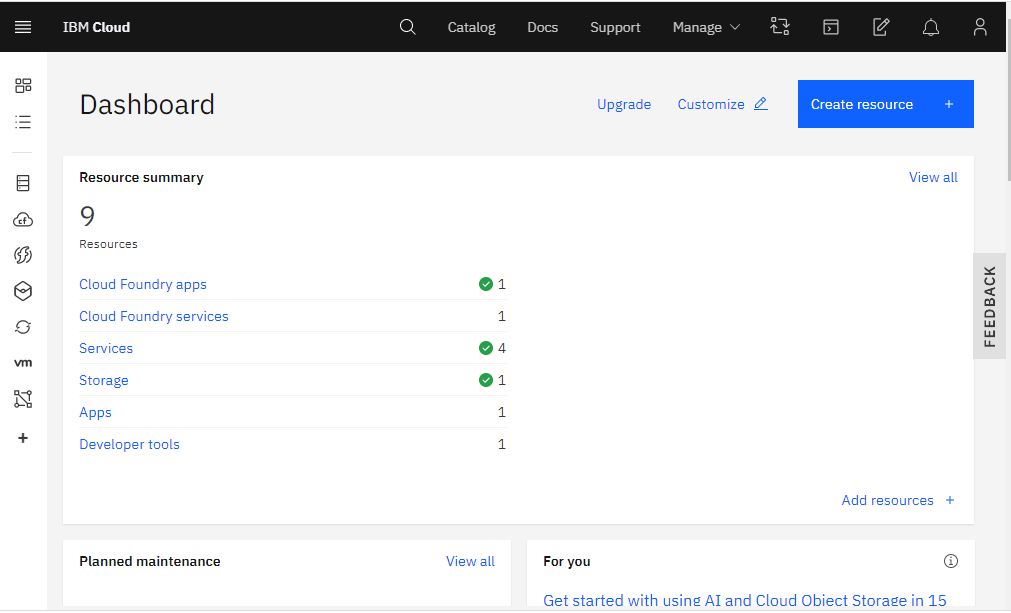 IBM Cloud Catalog Docs Support Manage
Dashboard Upgrade Customize Create resource +
Resource summary View all
9
Resources
Cloud Foundry apps 1
Cloud Foundry services 1
Services 4
Storage 1
Apps 1
Developer tools 1
Add resources +
FEEDBACK
cf
vm
Planned maintenance View all
For you
Get started with using AI and Cloud Object Storage in 15